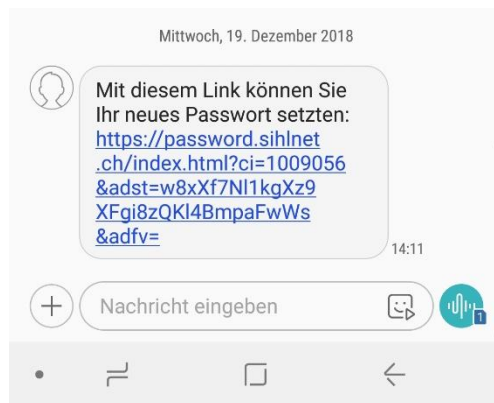 Mittwoch, 19. Dezember 2018
Mit diesem Link können Sie
Ihr neues Passwort setzten:
https://password.sihlnet
.ch/index.html?ci=1009056
&adst=w8xXf7Nl1kgXz9
XFgi8zQKl4BmpaFwWs
&adfv=
14:11
Nachricht eingeben
1